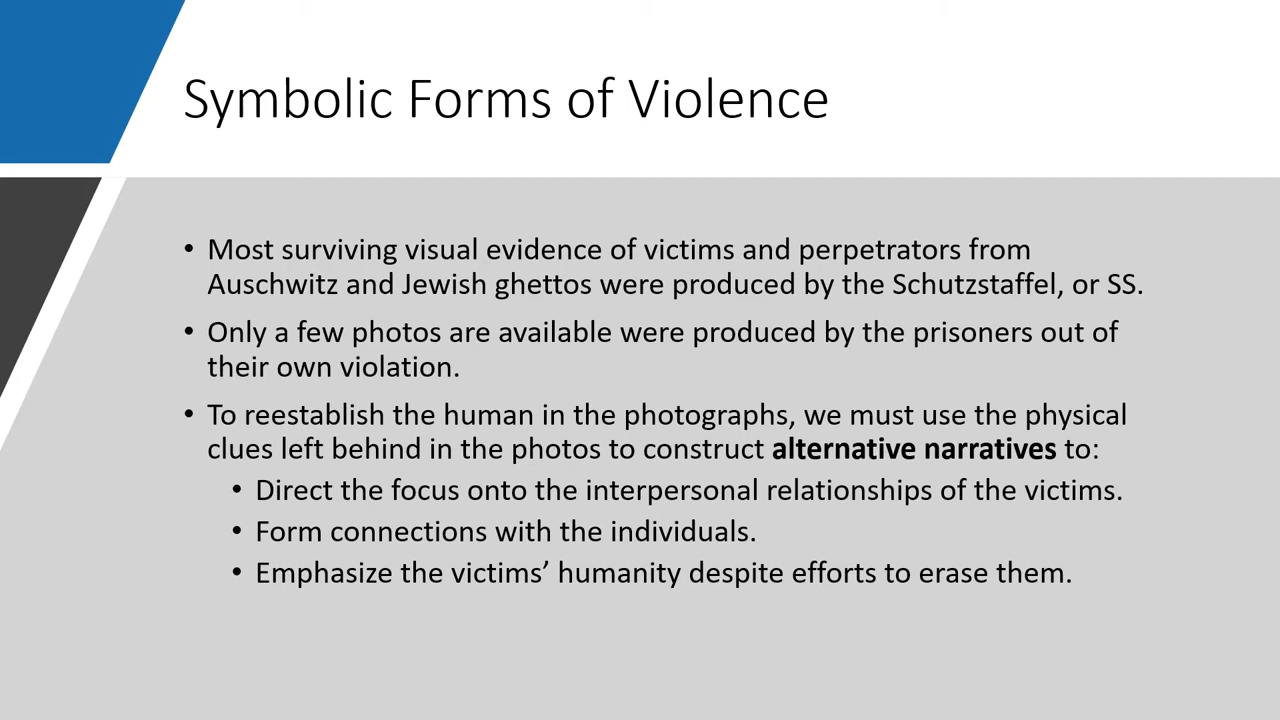 Symbolic Forms of Violence
• Most surviving visual evidence of victims and perpetrators from
Auschwitz and Jewish ghettos were produced by the Schutzstaffel, or SS.
• Only a few photos are available were produced by the prisoners out of
their own violation.
• To reestablish the human in the photographs, we must use the physical
clues left behind in the photos to construct alternative narratives to:
• Direct the focus onto the interpersonal relationships of the victims.
• Form connections with the individuals.
• Emphasize the victims’ humanity despite efforts to erase them.